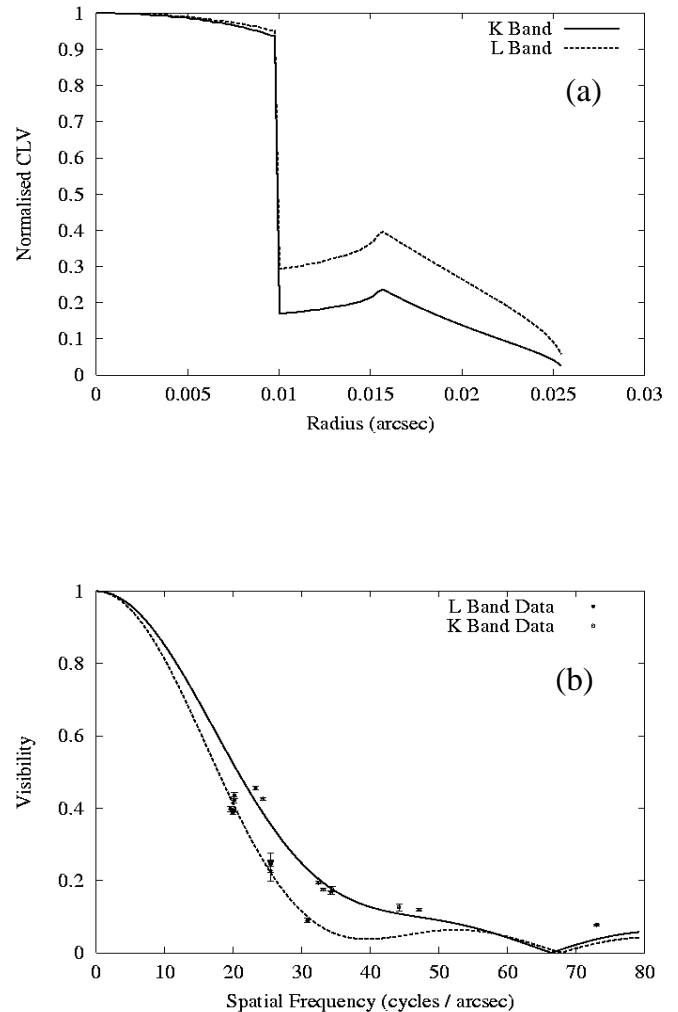 1
K Band
L Band
0.9
(a)
0.8
0.7
0.6
Normalised CLV
0.5
0.4
0.3
0.2
0.1
0
0 0.005 0.01 0.015 0.02 0.025 0.03
Radius (arcsec)
1
L Band Data
K Band Data
0.8
(b)
0.6
Visibility
0.4
0.2
0
0 10 20 30 40 50 60 70 80
Spatial Frequency (cycles / arcsec)